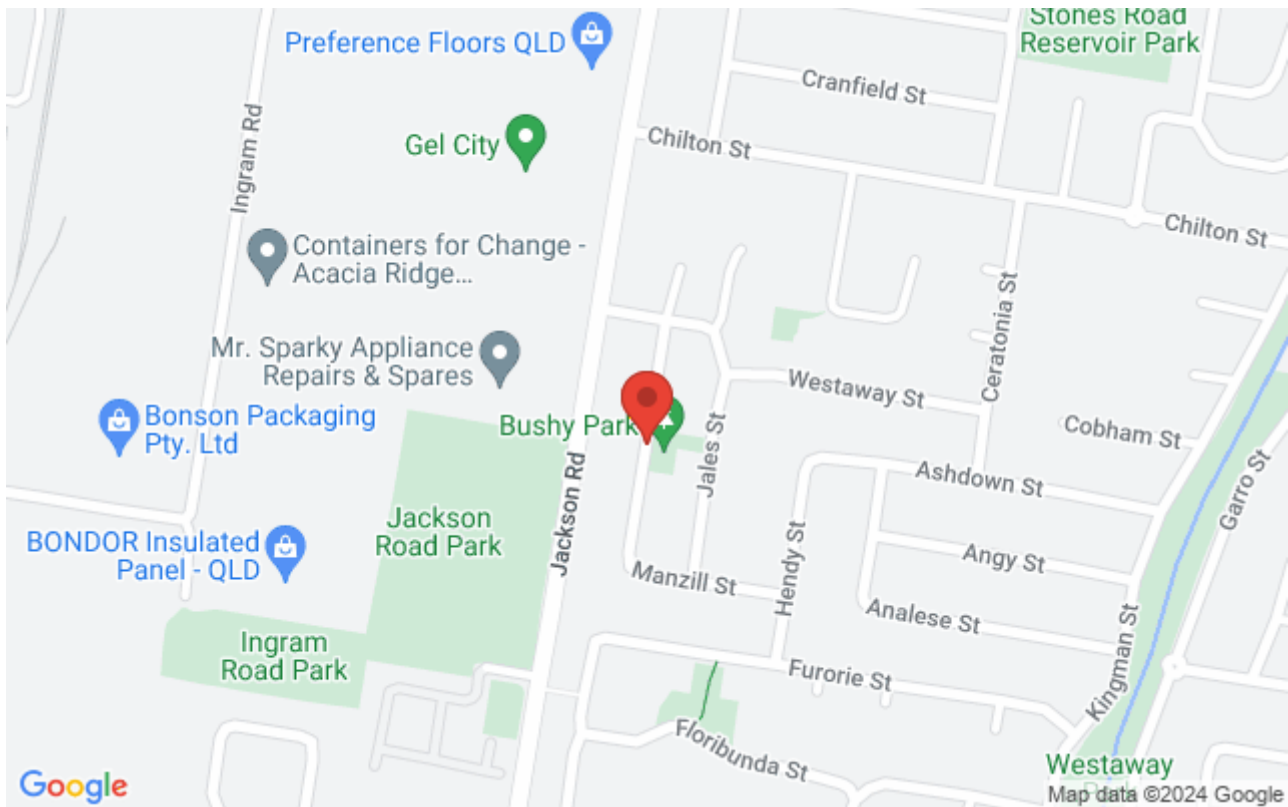 Stones Road
Reservoir Park
Preference Floors QLD
Cranfield St
Gel City
Chilton St
Ingram Rd
Chilton St
Containers for Change -
Acacia Ridge...
Ceratonia St
Mr. Sparky Appliance
Repairs & Spares
Westaway St
Bonson Packaging
Pty. Ltd
Bushy Park
Cobham St
Jales St
Ashdown St
Garro St
Jackson Rd
Jackson
Road Park
BONDOR Insulated
Panel - QLD
Angy St
Hendy St
Manzill St
Analese St
Ingram
Road Park
Furorie St
Kingman St
Floribunda St
Westaway
Park
Google
Map data ©2024 Google